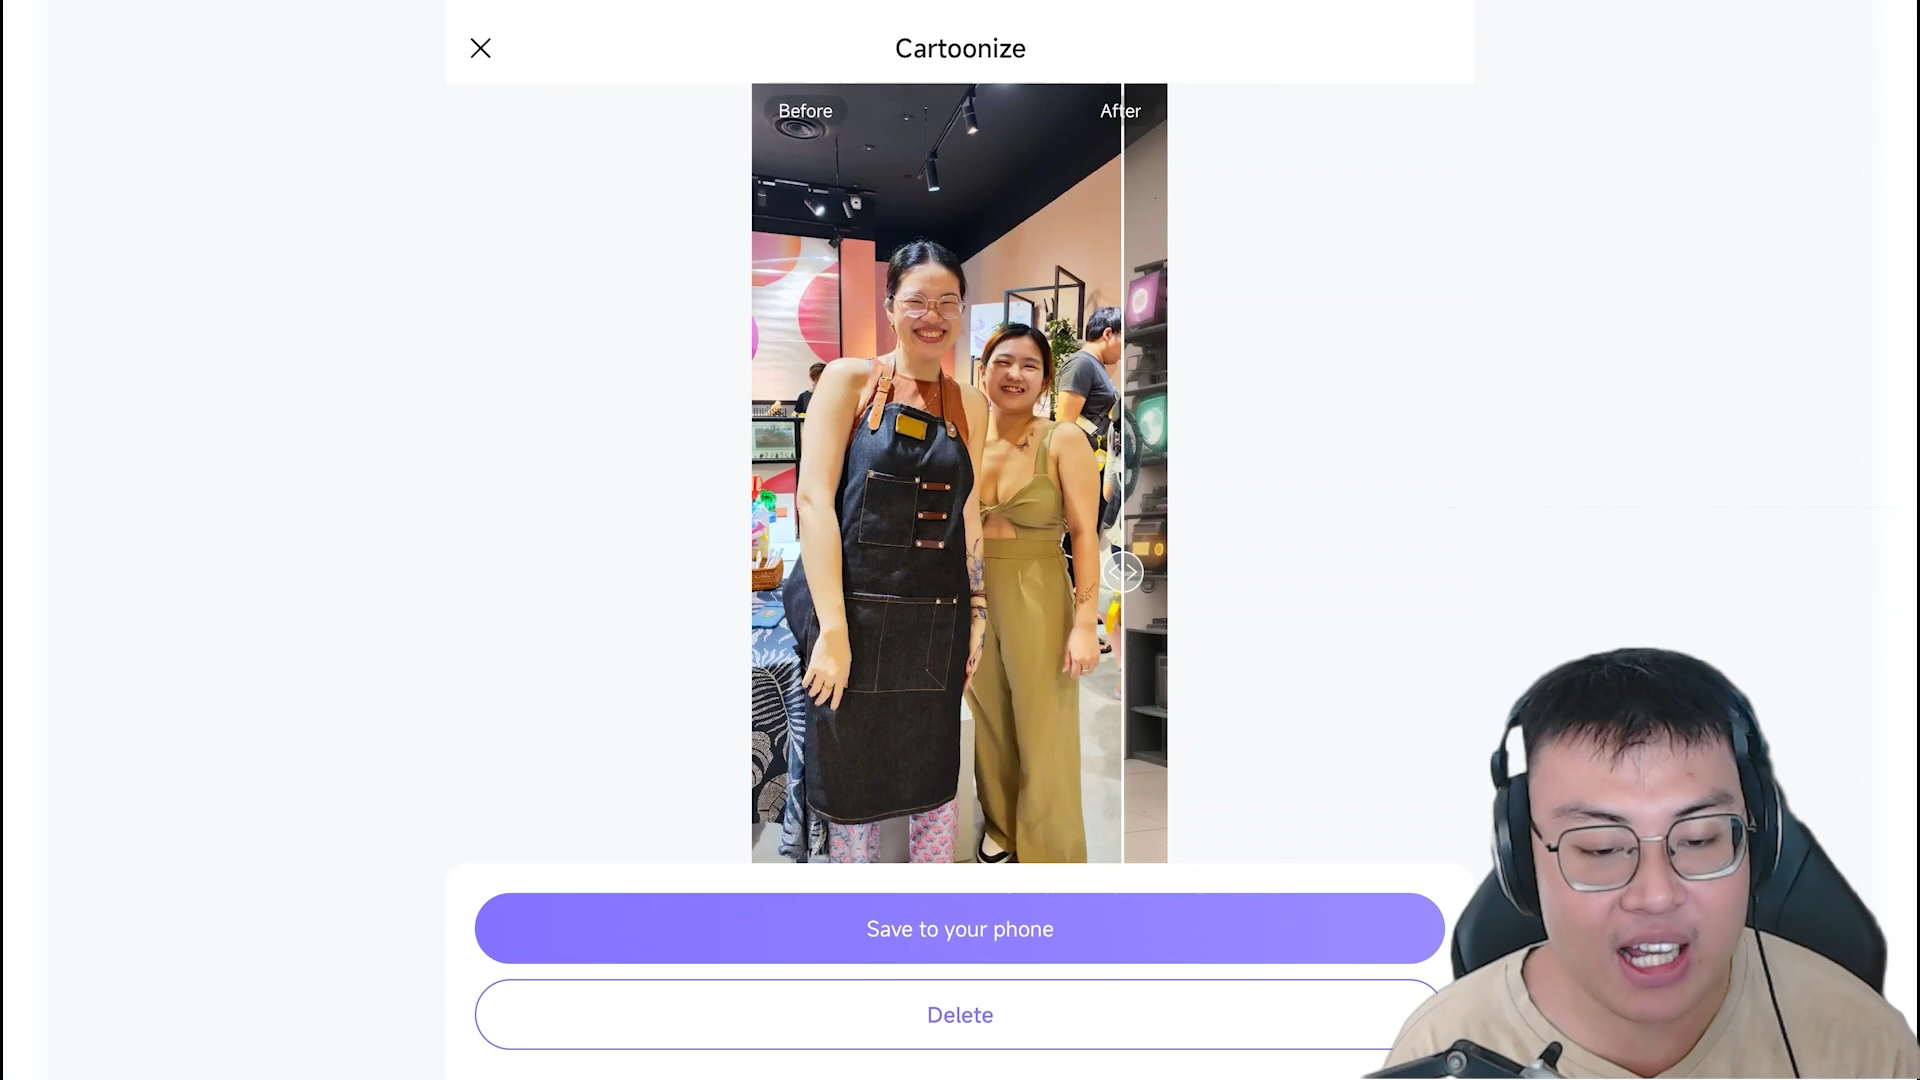 Cartoonize
Before
After
Save to your phone
Delete